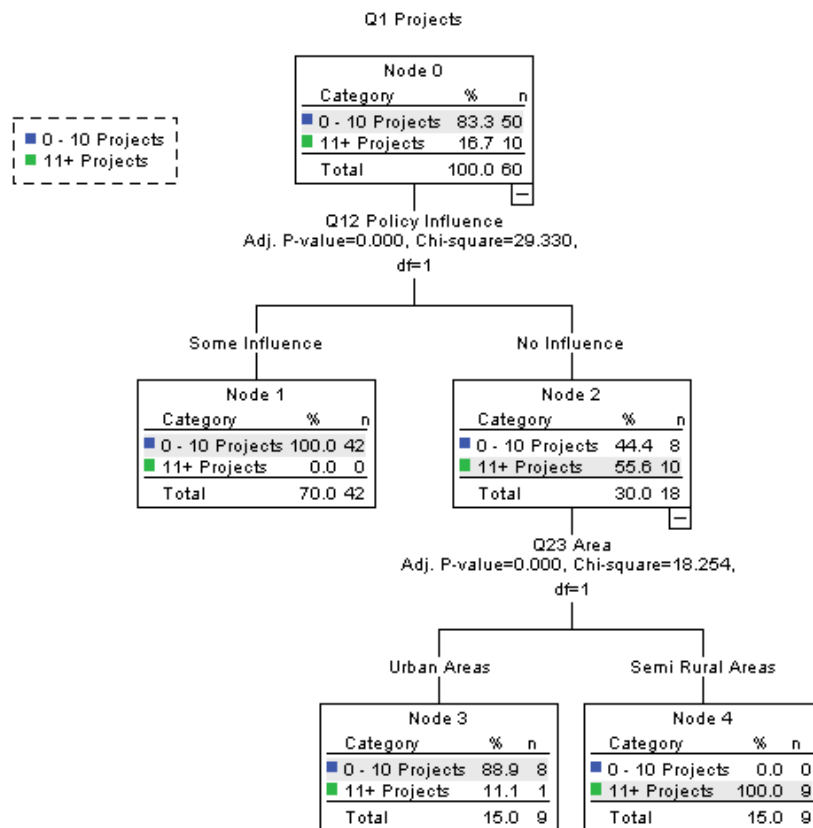 Q1 Projects
0 - 10 Projects
11+ Projects
Node 0
Category % n
0 - 10 Projects 83.3 50
11+ Projects 16.7 10
Total 100.0 60
Q12 Policy Influence
Adj. P-value=0.000, Chi-square=29.330,
df=1
Some Influence
No Influence
Node 1
Category % n
0 - 10 Projects 100.0 42
11+ Projects 0.0 0
Total 70.0 42
Node 2
Category % n
0 - 10 Projects 44.4 8
11+ Projects 55.6 10
Total 30.0 18
Q23 Area
Adj. P-value=0.000, Chi-square=18.254,
df=1
Urban Areas
Semi Rural Areas
Node 3
Category % n
0 - 10 Projects 88.9 8
11+ Projects 11.1 1
Total 15.0 9
Node 4
Category % n
0 - 10 Projects 0.0 0
11+ Projects 100.0 9
Total 15.0 9